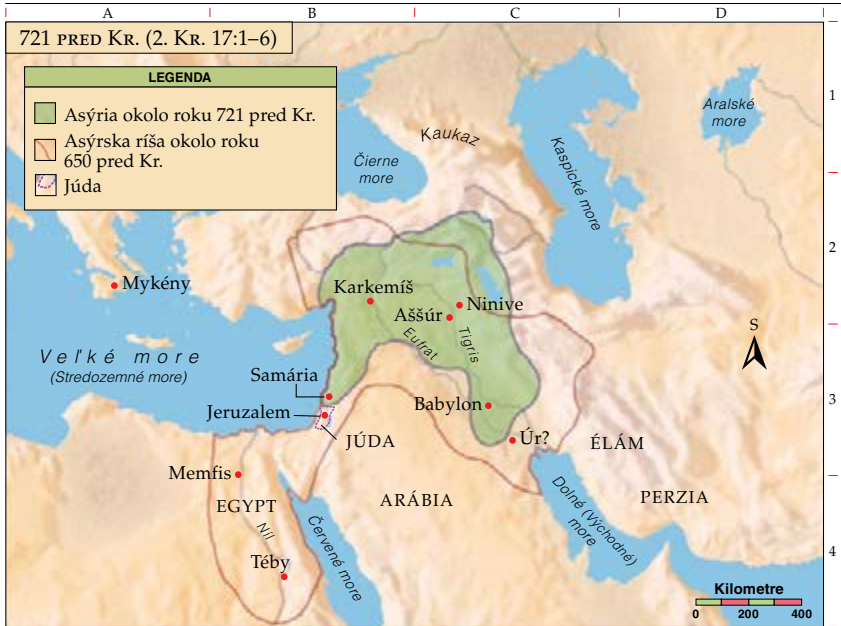 A
B
C
D
721 PRED KR. (2. KR. 17:1–6)
LEGENDA
Asýria okolo roku 721 pred Kr.
Asýrska ríša okolo roku
650 pred Kr.
Júda
1
2
3
4
Kaukaz
Čierne
more
Kaspické more
Aralské
more
Mykény
Karkemíš
Ninive
Aššúr
Eufrat
Tigris
S
Veľké more
(Stredozemné more)
Samária
Jeruzalem
JÚDA
Babylon
Úr?
ÉLÁM
Memfis
EGYPT
ARÁBIA
PERZIA
Níl
Červené more
Dolné (Východné)
more
Téby
Kilometre
0 200 400